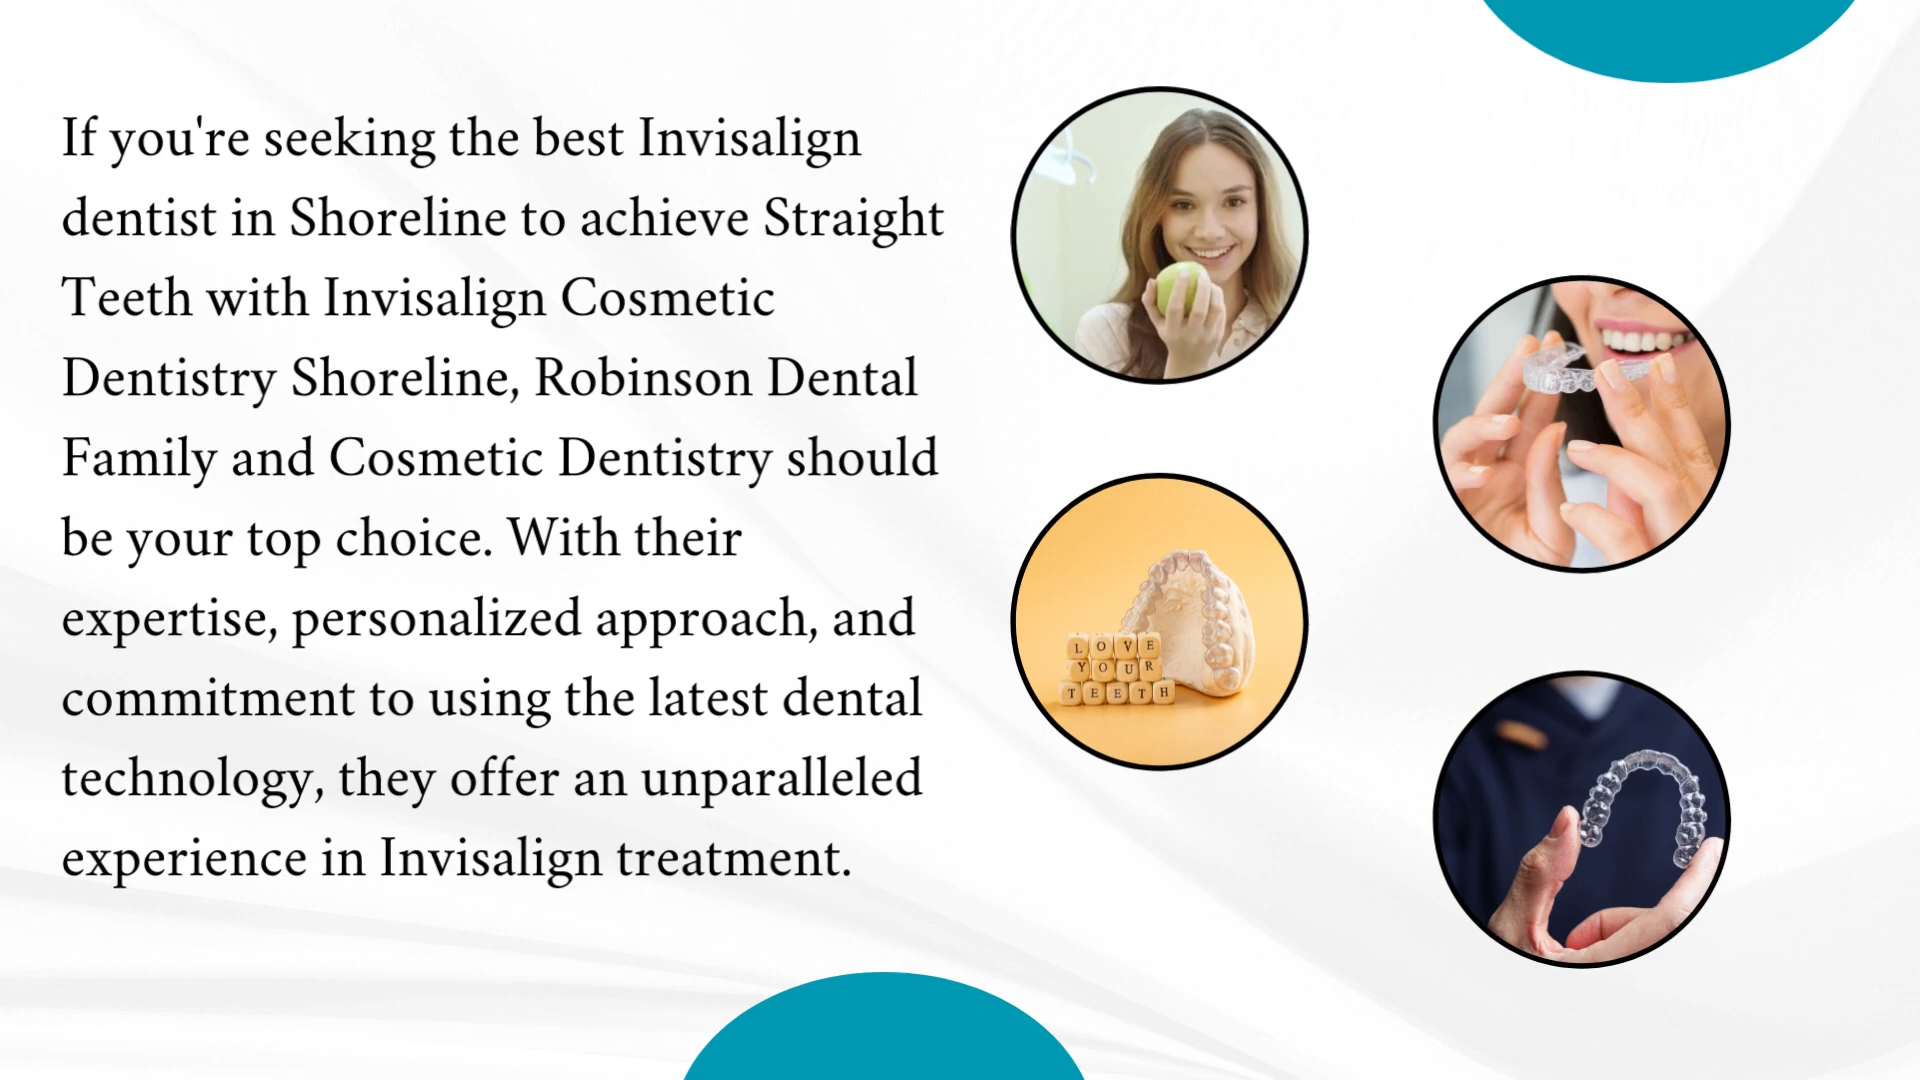 If you're seeking the best Invisalign
dentist in Shoreline to achieve Straight
Teeth with Invisalign Cosmetic
Dentistry Shoreline, Robinson Dental
Family and Cosmetic Dentistry should
be your top choice. With their
expertise, personalized approach, and
commitment to using the latest dental
technology, they offer an unparalleled
experience in Invisalign treatment.
LOVE
YOUR
TEETH